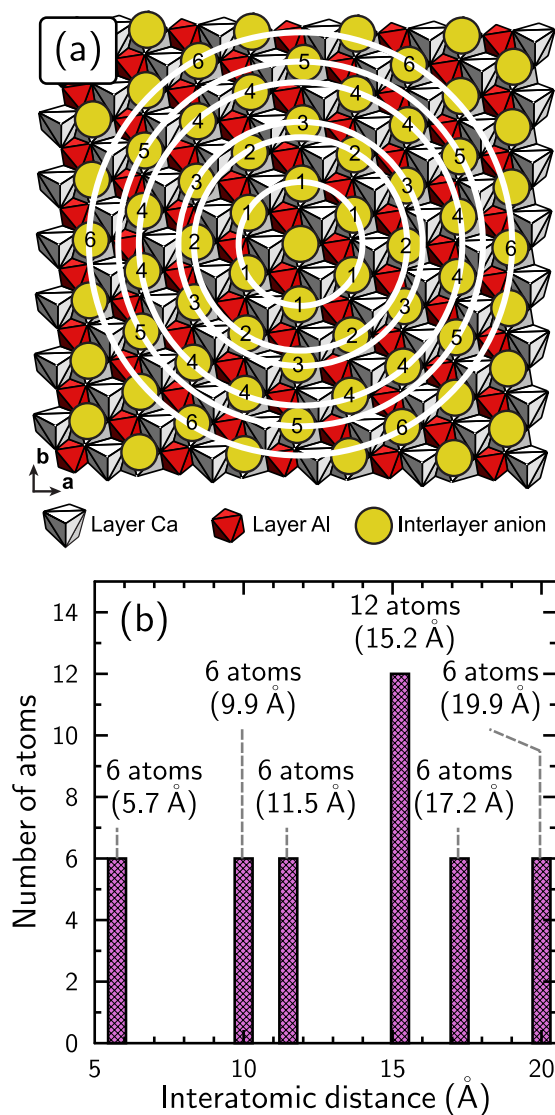 (a)
6 5 6
4 4
4 3 4
5 2 2 5
3 1 3
4 1 1 4
6 2 2 6
4 1 1 4
3 1 3
5 2 2 5
4 3 4
4 4
6 5 6
b
a
Layer Ca Layer Al Interlayer anion
(b)
12 atoms
(15.2 Å)
6 atoms
(9.9 Å)
6 atoms
(19.9 Å)
6 atoms
(5.7 Å)
6 atoms
(11.5 Å)
6 atoms
(17.2 Å)
14
12
10
8
6
4
2
0
Number of atoms
5 10 15 20
Interatomic distance (Å)